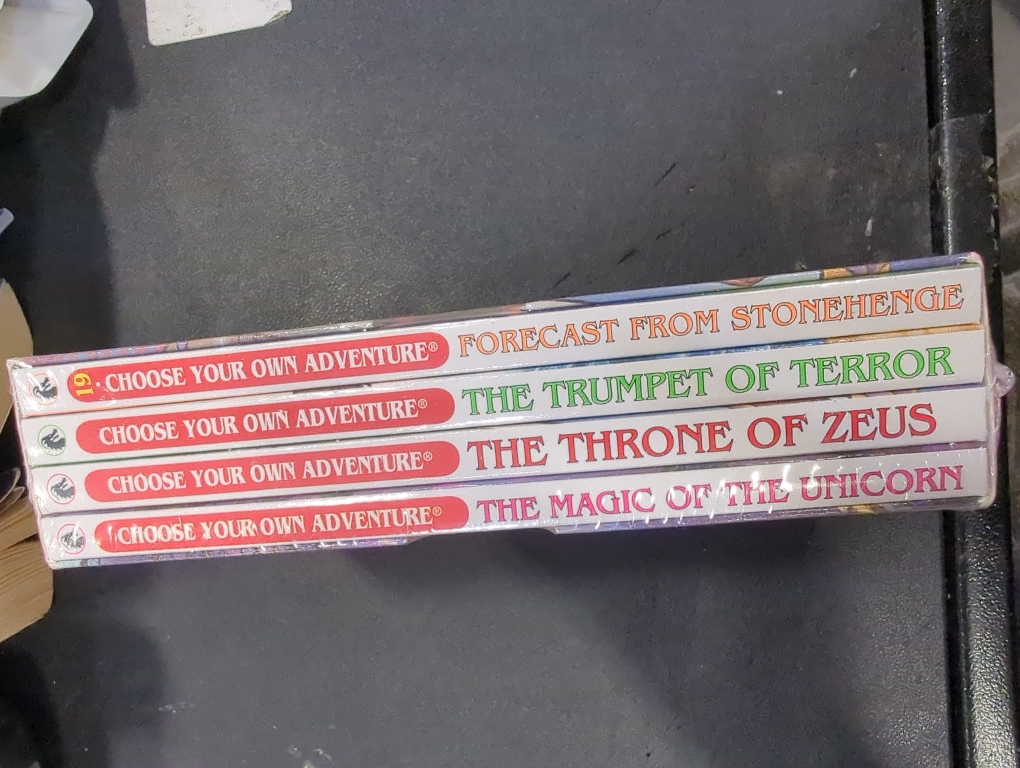 19 · CHOOSE YOUR OWN ADVENTURE® FORECAST FROM STONEHENGE
CHOOSE YOUR OWN ADVENTURE® THE TRUMPET OF TERROR
CHOOSE YOUR OWN ADVENTURE® THE THRONE OF ZEUS
CHOOSE YOUR OWN ADVENTURE® THE MAGIC OF THE UNICORN